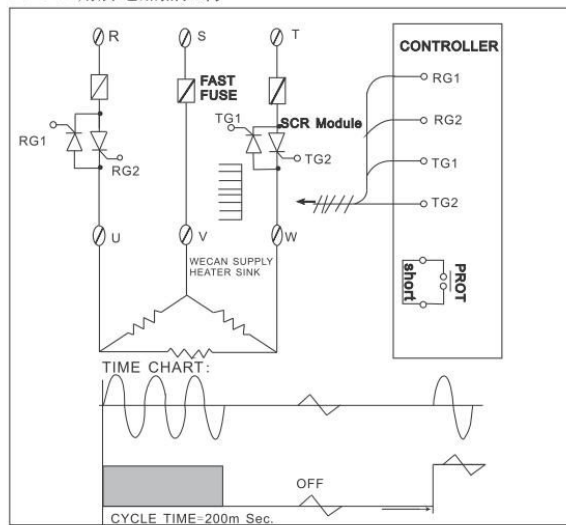 R
S
T
CONTROLLER
FAST
FUSE
RG1
RG2
TG1
SCR Module
TG2
RG1
RG2
TG1
TG2
U
V
W
WECAN SUPPLY
HEATER SINK
short
PROT
TIME CHART:
OFF
CYCLE TIME=200m Sec.